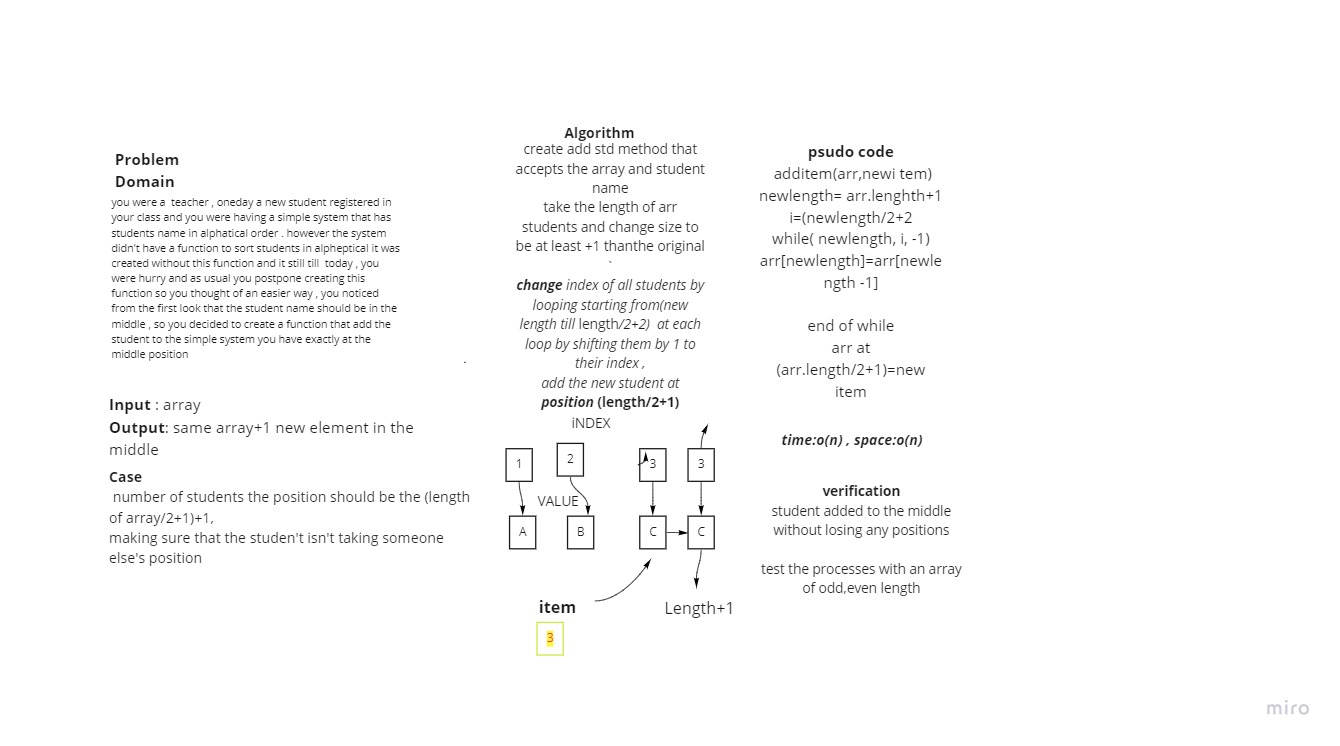 Problem
Domain
you were a teacher , oneday a new student registered in
your class and you were having a simple system that has
students name in alphatical order . however the system
didn't have a function to sort students in alpheptical it was
created without this function and it still till today , you
were hurry and as usual you postpone creating this
function so you thought of an easier way , you noticed
from the first look that the student name should be in the
middle , so you decided to create a function that add the
student to the simple system you have exactly at the
middle position
.
Input : array
Output: same array+1 new element in the
middle
Case
number of students the position should be the (length
of array/2+1)+1,
making sure that the studen't isn't taking someone
else's position
Algorithm
create add std method that
accepts the array and student
name
take the length of arr
students and change size to
be at least +1 thanthe original
`
change index of all students by
looping starting from(new
length till length/2+2) at each
loop by shifting them by 1 to
their index ,
add the new student at
position (length/2+1)
iNDEX
1
2
3
3
VALUE
A
B
C
C
item
Length+1
3
psudo code
additem(arr,newi tem)
newlength= arr.lenghth+1
i=(newlength/2+2
while( newlength, i, -1)
arr[newlength]=arr[newle
ngth -1]
end of while
arr at
(arr.length/2+1)=new
item
time:o(n) , space:o(n)
verification
student added to the middle
without losing any positions
test the processes with an array
of odd,even length
miro